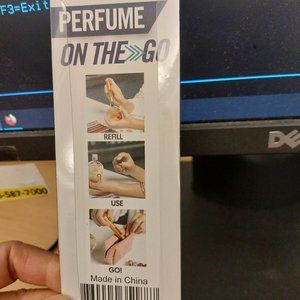 F3=Exit
PERFUME
ON THE GO
REFILL
USE
GO!
Made in China
DELL
587-7000